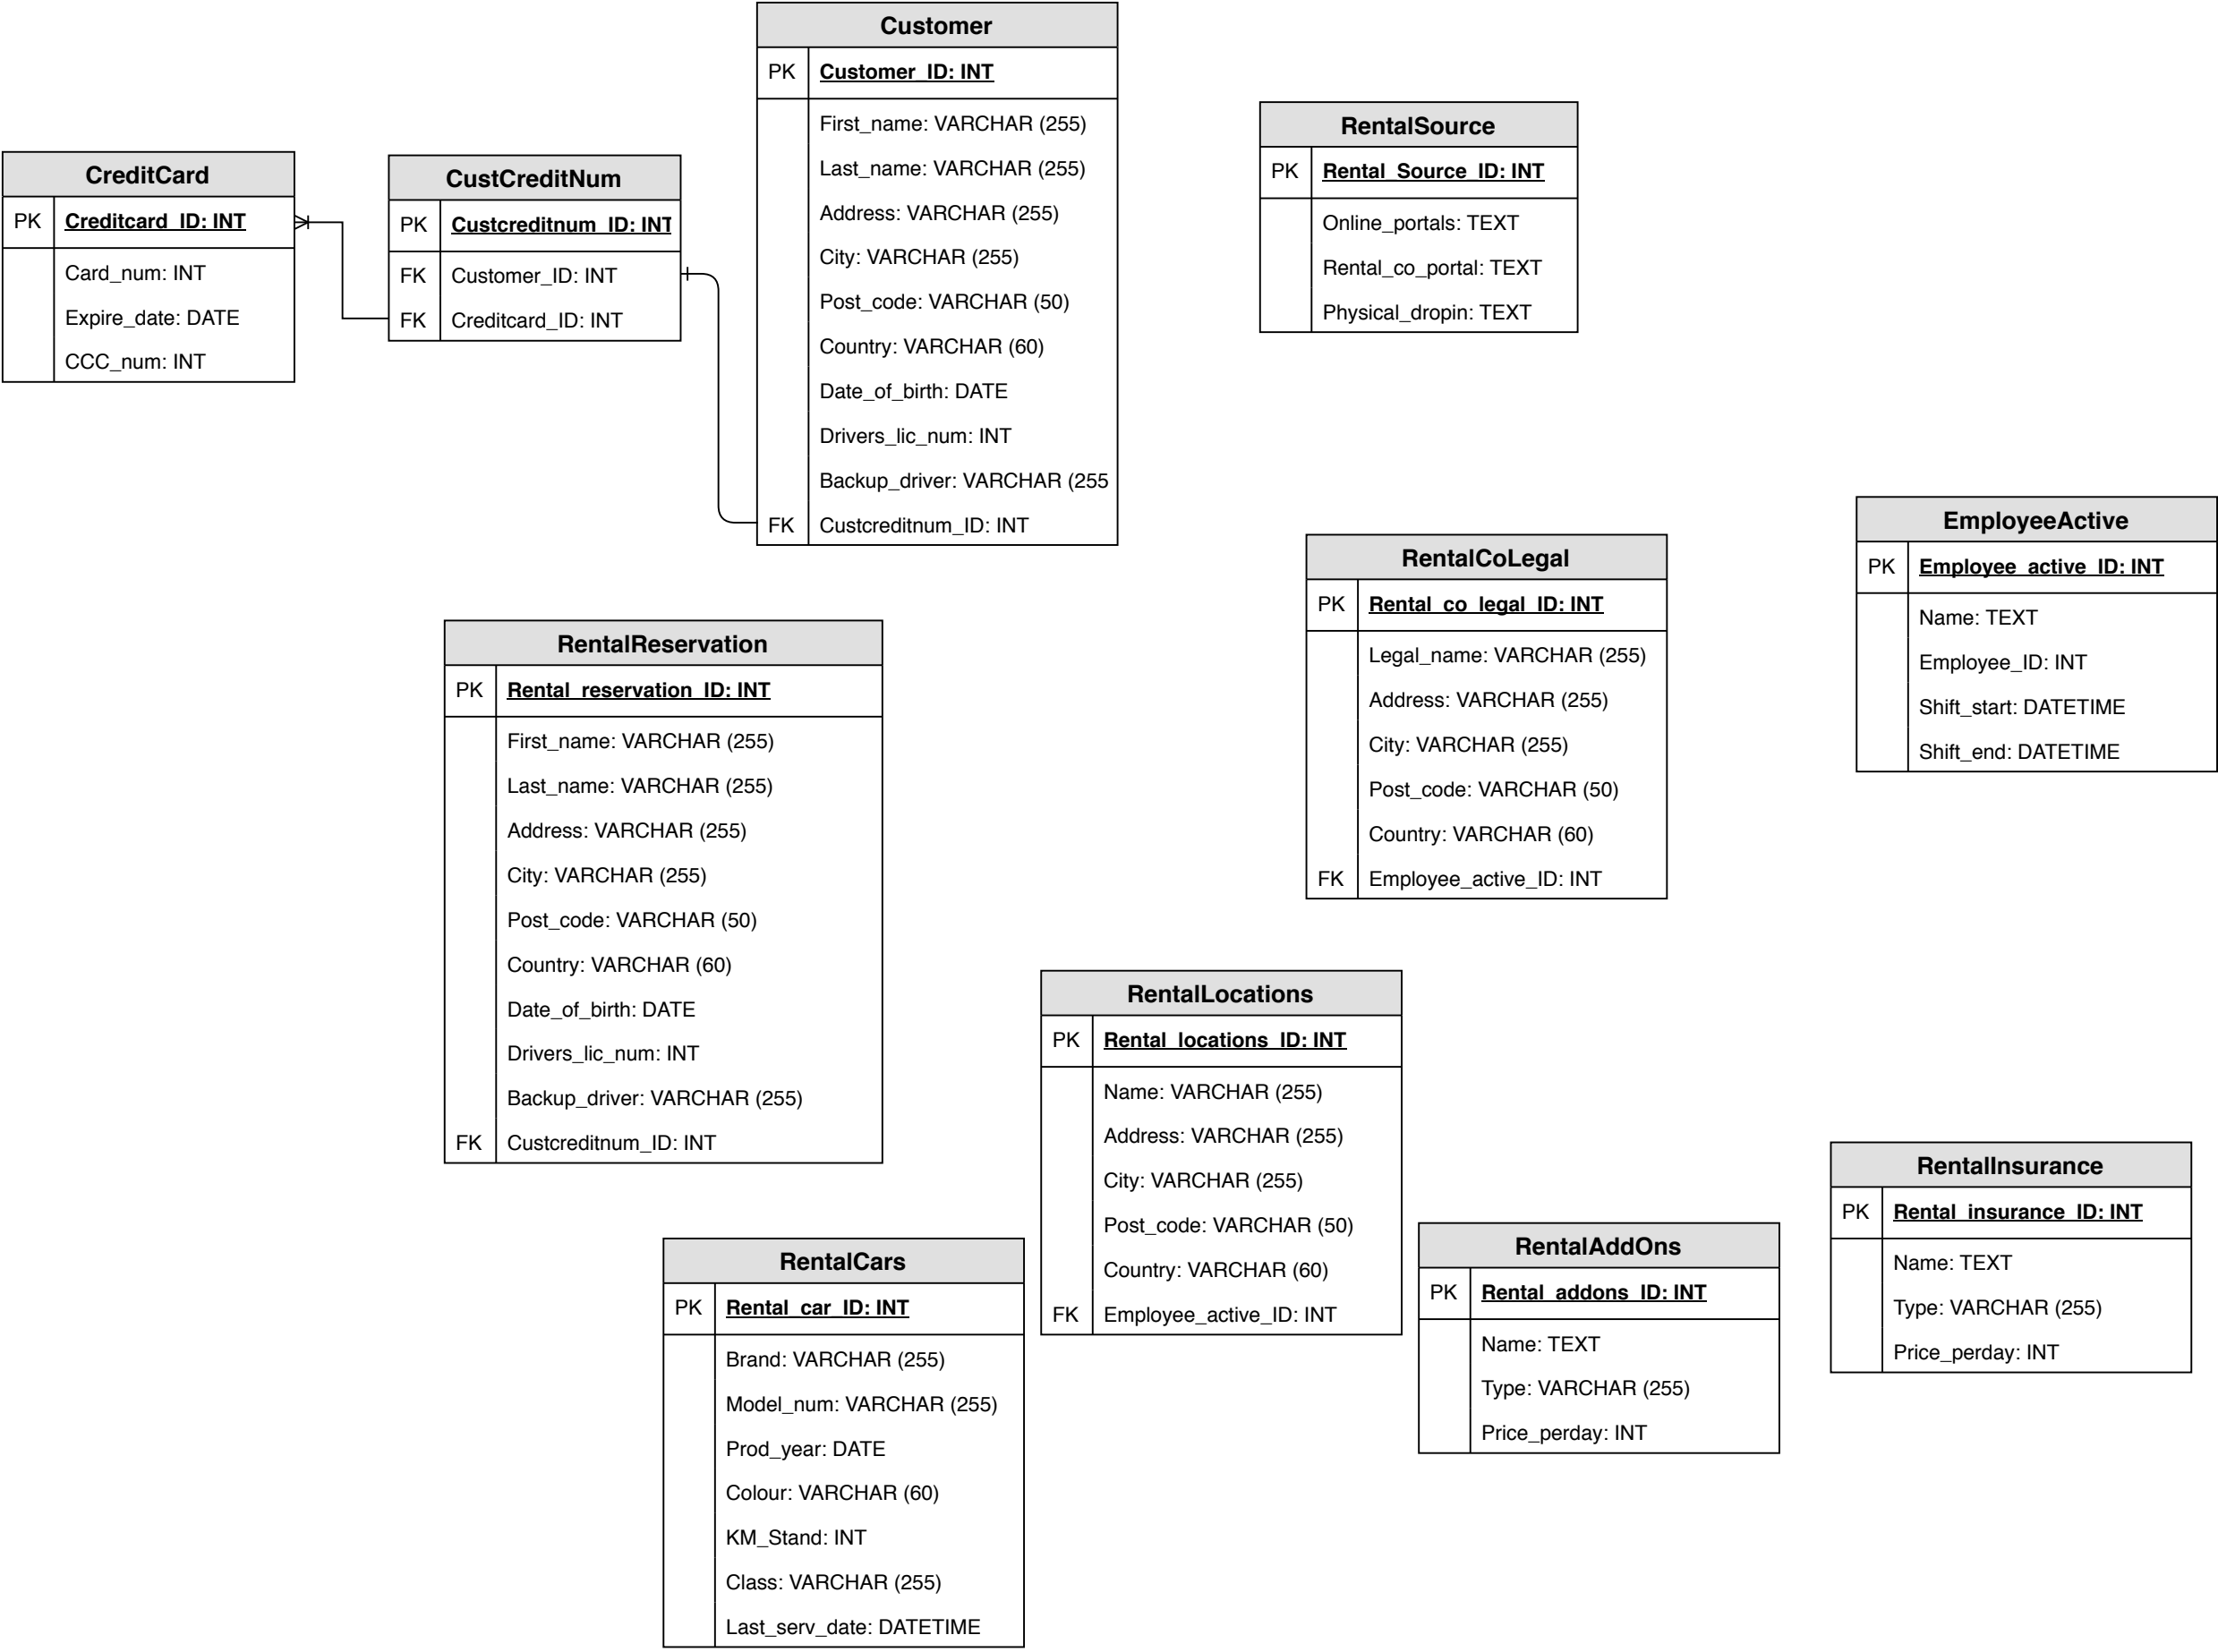 Customer
PK Customer_ID: INT
First_name: VARCHAR (255)
Last_name: VARCHAR (255)
Address: VARCHAR (255)
City: VARCHAR (255)
Post_code: VARCHAR (50)
Country: VARCHAR (60)
Date_of_birth: DATE
Drivers_lic_num: INT
Backup_driver: VARCHAR (255
FK Custcreditnum_ID: INT
RentalSource
PK Rental_Source_ID: INT
Online_portals: TEXT
Rental_co_portal: TEXT
Physical_dropin: TEXT
CreditCard
PK Creditcard_ID: INT
Card_num: INT
Expire_date: DATE
CCC_num: INT
CustCreditNum
PK Custcreditnum_ID: INT
FK Customer_ID: INT
FK Creditcard_ID: INT
EmployeeActive
PK Employee_active_ID: INT
Name: TEXT
Employee_ID: INT
Shift_start: DATETIME
Shift_end: DATETIME
RentalCoLegal
PK Rental_co_legal_ID: INT
Legal_name: VARCHAR (255)
Address: VARCHAR (255)
City: VARCHAR (255)
Post_code: VARCHAR (50)
Country: VARCHAR (60)
FK Employee_active_ID: INT
RentalReservation
PK Rental_reservation_ID: INT
First_name: VARCHAR (255)
Last_name: VARCHAR (255)
Address: VARCHAR (255)
City: VARCHAR (255)
Post_code: VARCHAR (50)
Country: VARCHAR (60)
Date_of_birth: DATE
Drivers_lic_num: INT
Backup_driver: VARCHAR (255)
FK Custcreditnum_ID: INT
RentalLocations
PK Rental_locations_ID: INT
Name: VARCHAR (255)
Address: VARCHAR (255)
City: VARCHAR (255)
Post_code: VARCHAR (50)
Country: VARCHAR (60)
FK Employee_active_ID: INT
RentalInsurance
PK Rental_insurance_ID: INT
Name: TEXT
Type: VARCHAR (255)
Price_perday: INT
RentalAddOns
PK Rental_addons_ID: INT
Name: TEXT
Type: VARCHAR (255)
Price_perday: INT
RentalCars
PK Rental_car_ID: INT
Brand: VARCHAR (255)
Model_num: VARCHAR (255)
Prod_year: DATE
Colour: VARCHAR (60)
KM_Stand: INT
Class: VARCHAR (255)
Last_serv_date: DATETIME